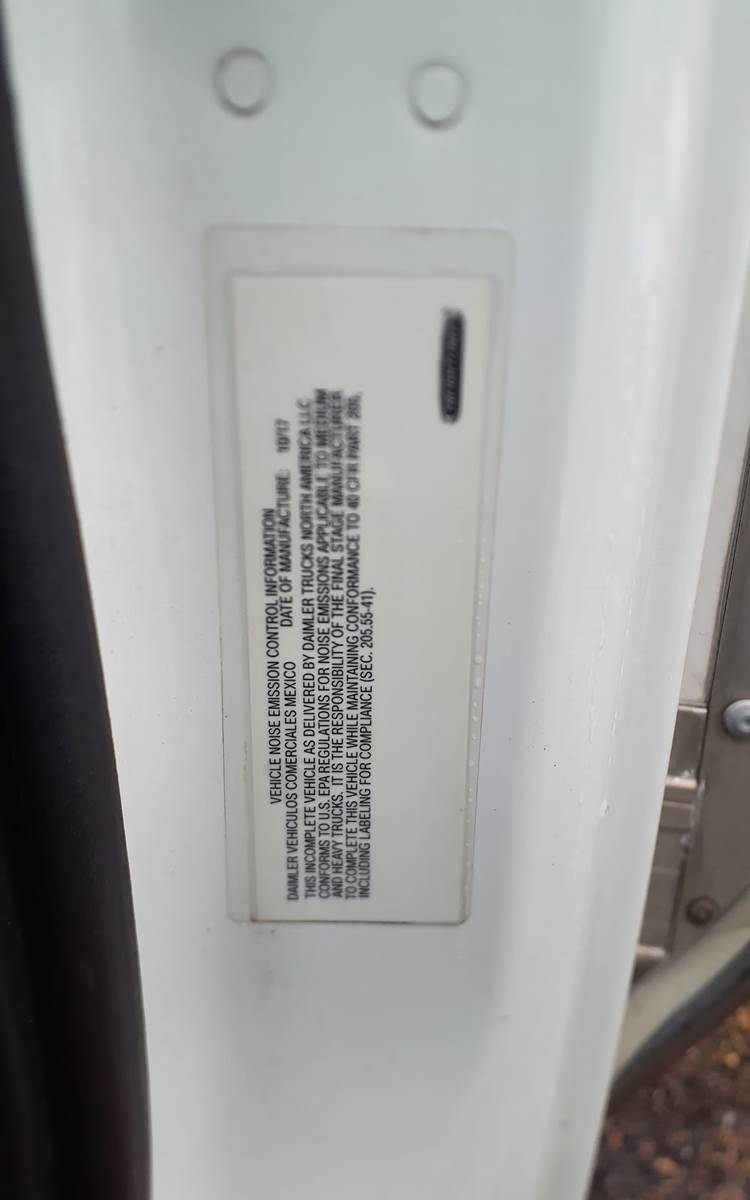 VEHICLE NOISE EMISSION CONTROL INFORMATION
DAIMLER VEHICULOS COMERCIALES MEXICO DATE OF MANUFACTURE: 10/17
THIS INCOMPLETE VEHICLE AS DELIVERED BY DAIMLER TRUCKS NORTH AMERICA LLC
CONFORMS TO U.S. EPA REGULATIONS FOR NOISE EMISSIONS APPLICABLE TO MEDIUM
AND HEAVY TRUCKS. IT IS THE RESPONSIBILITY OF THE FINAL STAGE MANUFACTURER
TO COMPLETE THIS VEHICLE WHILE MAINTAINING CONFORMANCE TO 40 CFR PART 205,
INCLUDING LABELING FOR COMPLIANCE (SEC. 205.55-41).